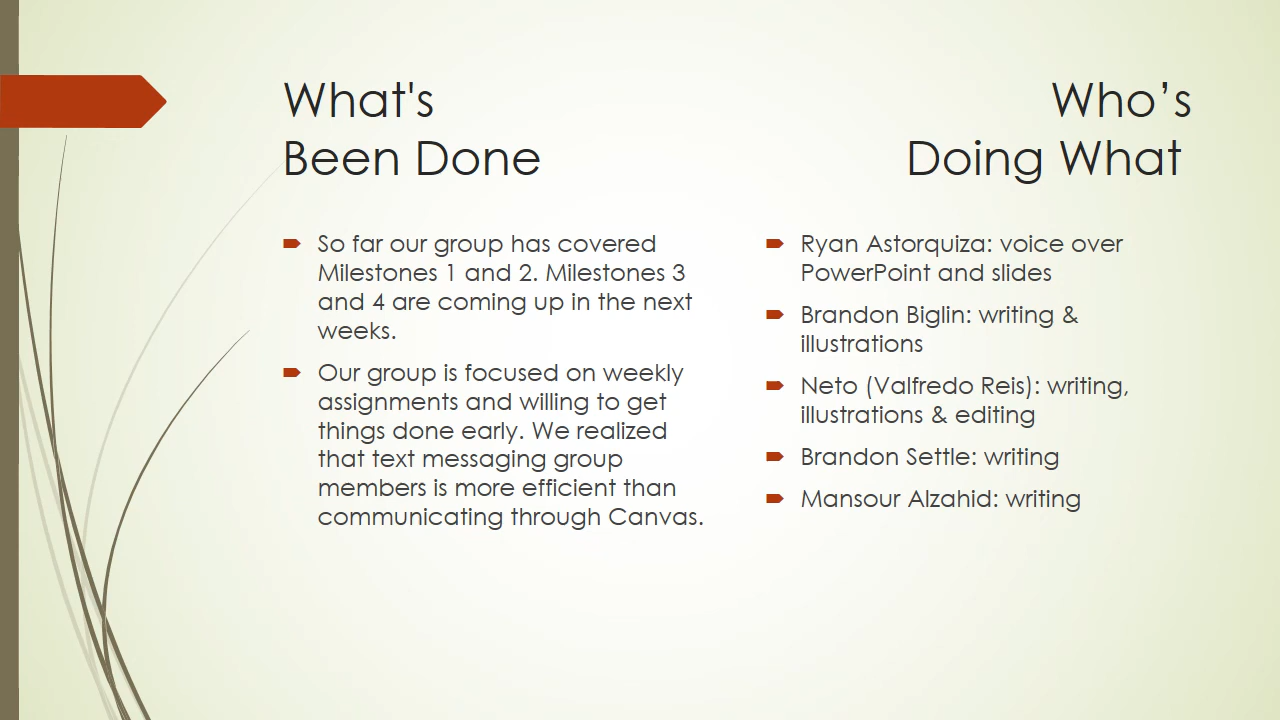 What's
Been Done
Who’s
Doing What
So far our group has covered
Milestones 1 and 2. Milestones 3
and 4 are coming up in the next
weeks.
Our group is focused on weekly
assignments and willing to get
things done early. We realized
that text messaging group
members is more efficient than
communicating through Canvas.
Ryan Astorquiza: voice over
PowerPoint and slides
Brandon Biglin: writing &
illustrations
Neto (Valfredo Reis): writing,
illustrations & editing
Brandon Settle: writing
Mansour Alzahid: writing